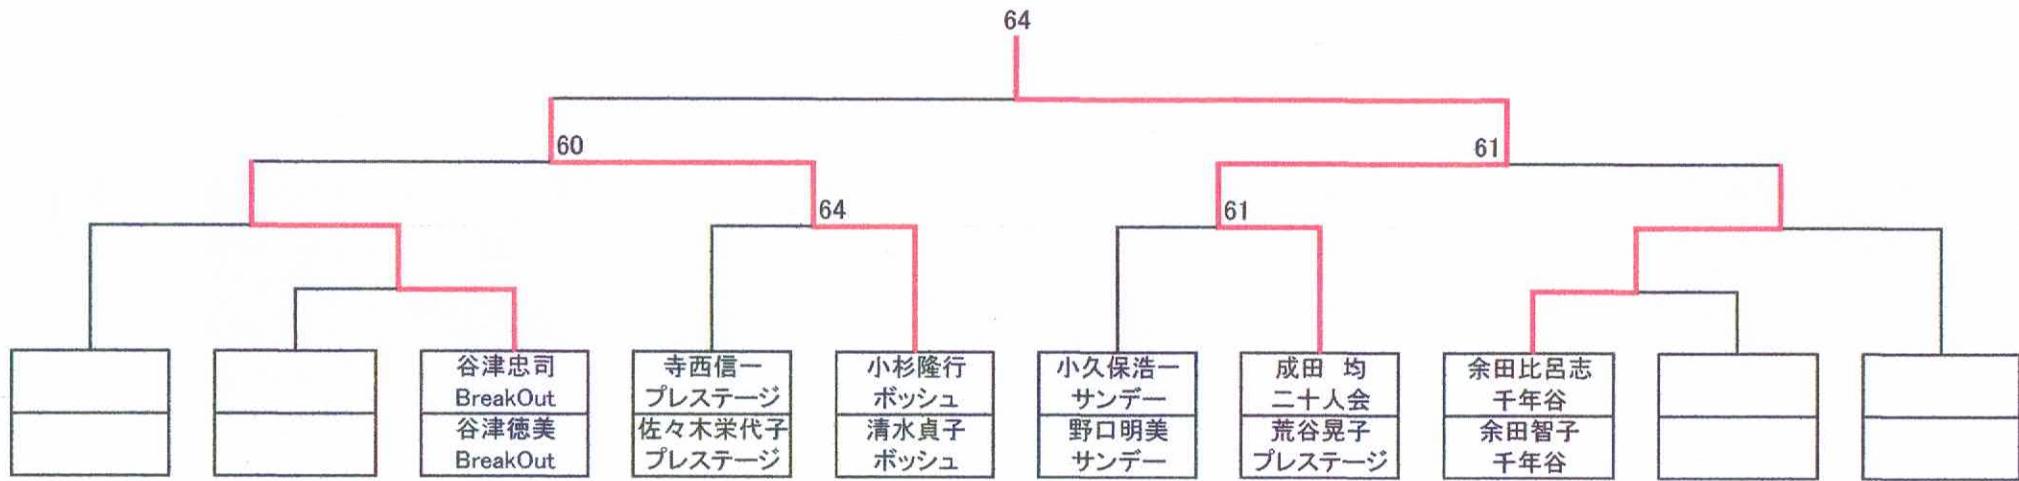 64
60
61
64
61
谷津忠司
BreakOut
谷津徳美
BreakOut
寺西信一
プレステージ
佐々木栄代子
プレステージ
小杉隆行
ボッシュ
清水貞子
ボッシュ
小久保浩一
サンデー
野口明美
サンデー
成田　均
二十人会
荒谷晃子
プレステージ
余田比呂志
千年谷
余田智子
千年谷